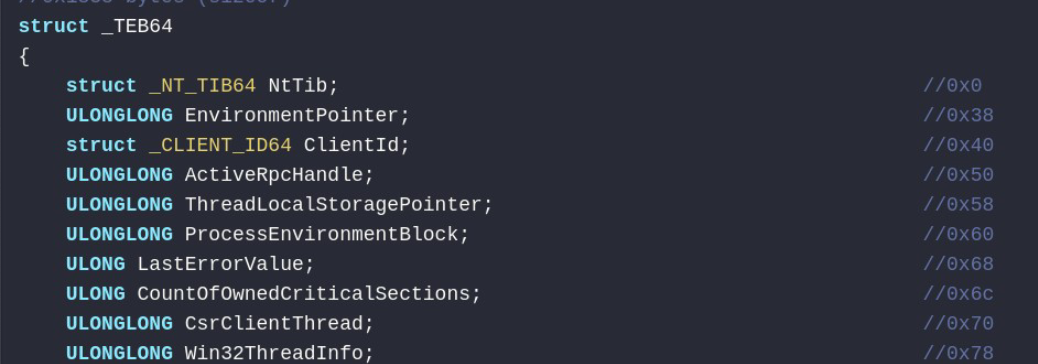 struct _TEB64
{
    struct _NT_TIB64 NtTib; //0x0
    ULONGLONG EnvironmentPointer; //0x38
    struct _CLIENT_ID64 ClientId; //0x40
    ULONGLONG ActiveRpcHandle; //0x50
    ULONGLONG ThreadLocalStoragePointer; //0x58
    ULONGLONG ProcessEnvironmentBlock; //0x60
    ULONG LastErrorValue; //0x68
    ULONG CountOfOwnedCriticalSections; //0x6c
    ULONGLONG CsrClientThread; //0x70
    ULONGLONG Win32ThreadInfo; //0x78